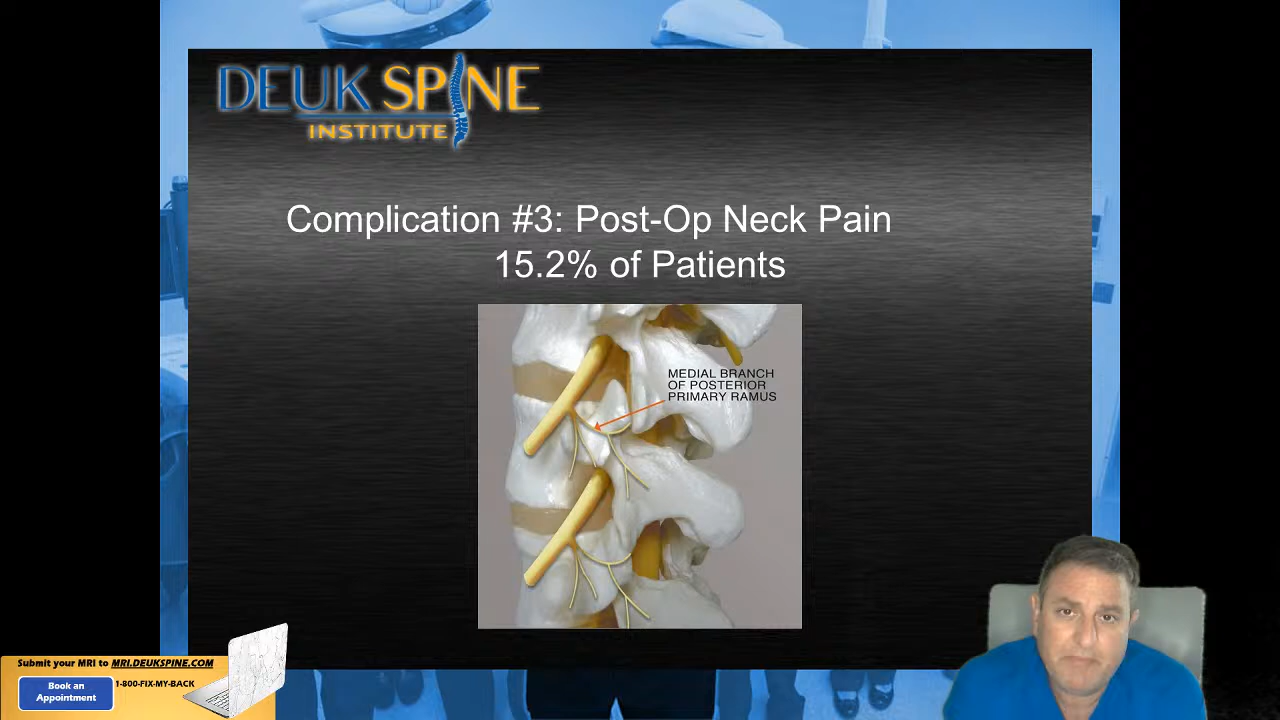 DEUK SPINE
INSTITUTE
Complication #3: Post-Op Neck Pain
15.2% of Patients
MEDIAL BRANCH
OF POSTERIOR
PRIMARY RAMUS
Submit your MRI to MRI.DEUKSPINE.COM
Book an
Appointment
1-800-FIX-MY-BACK